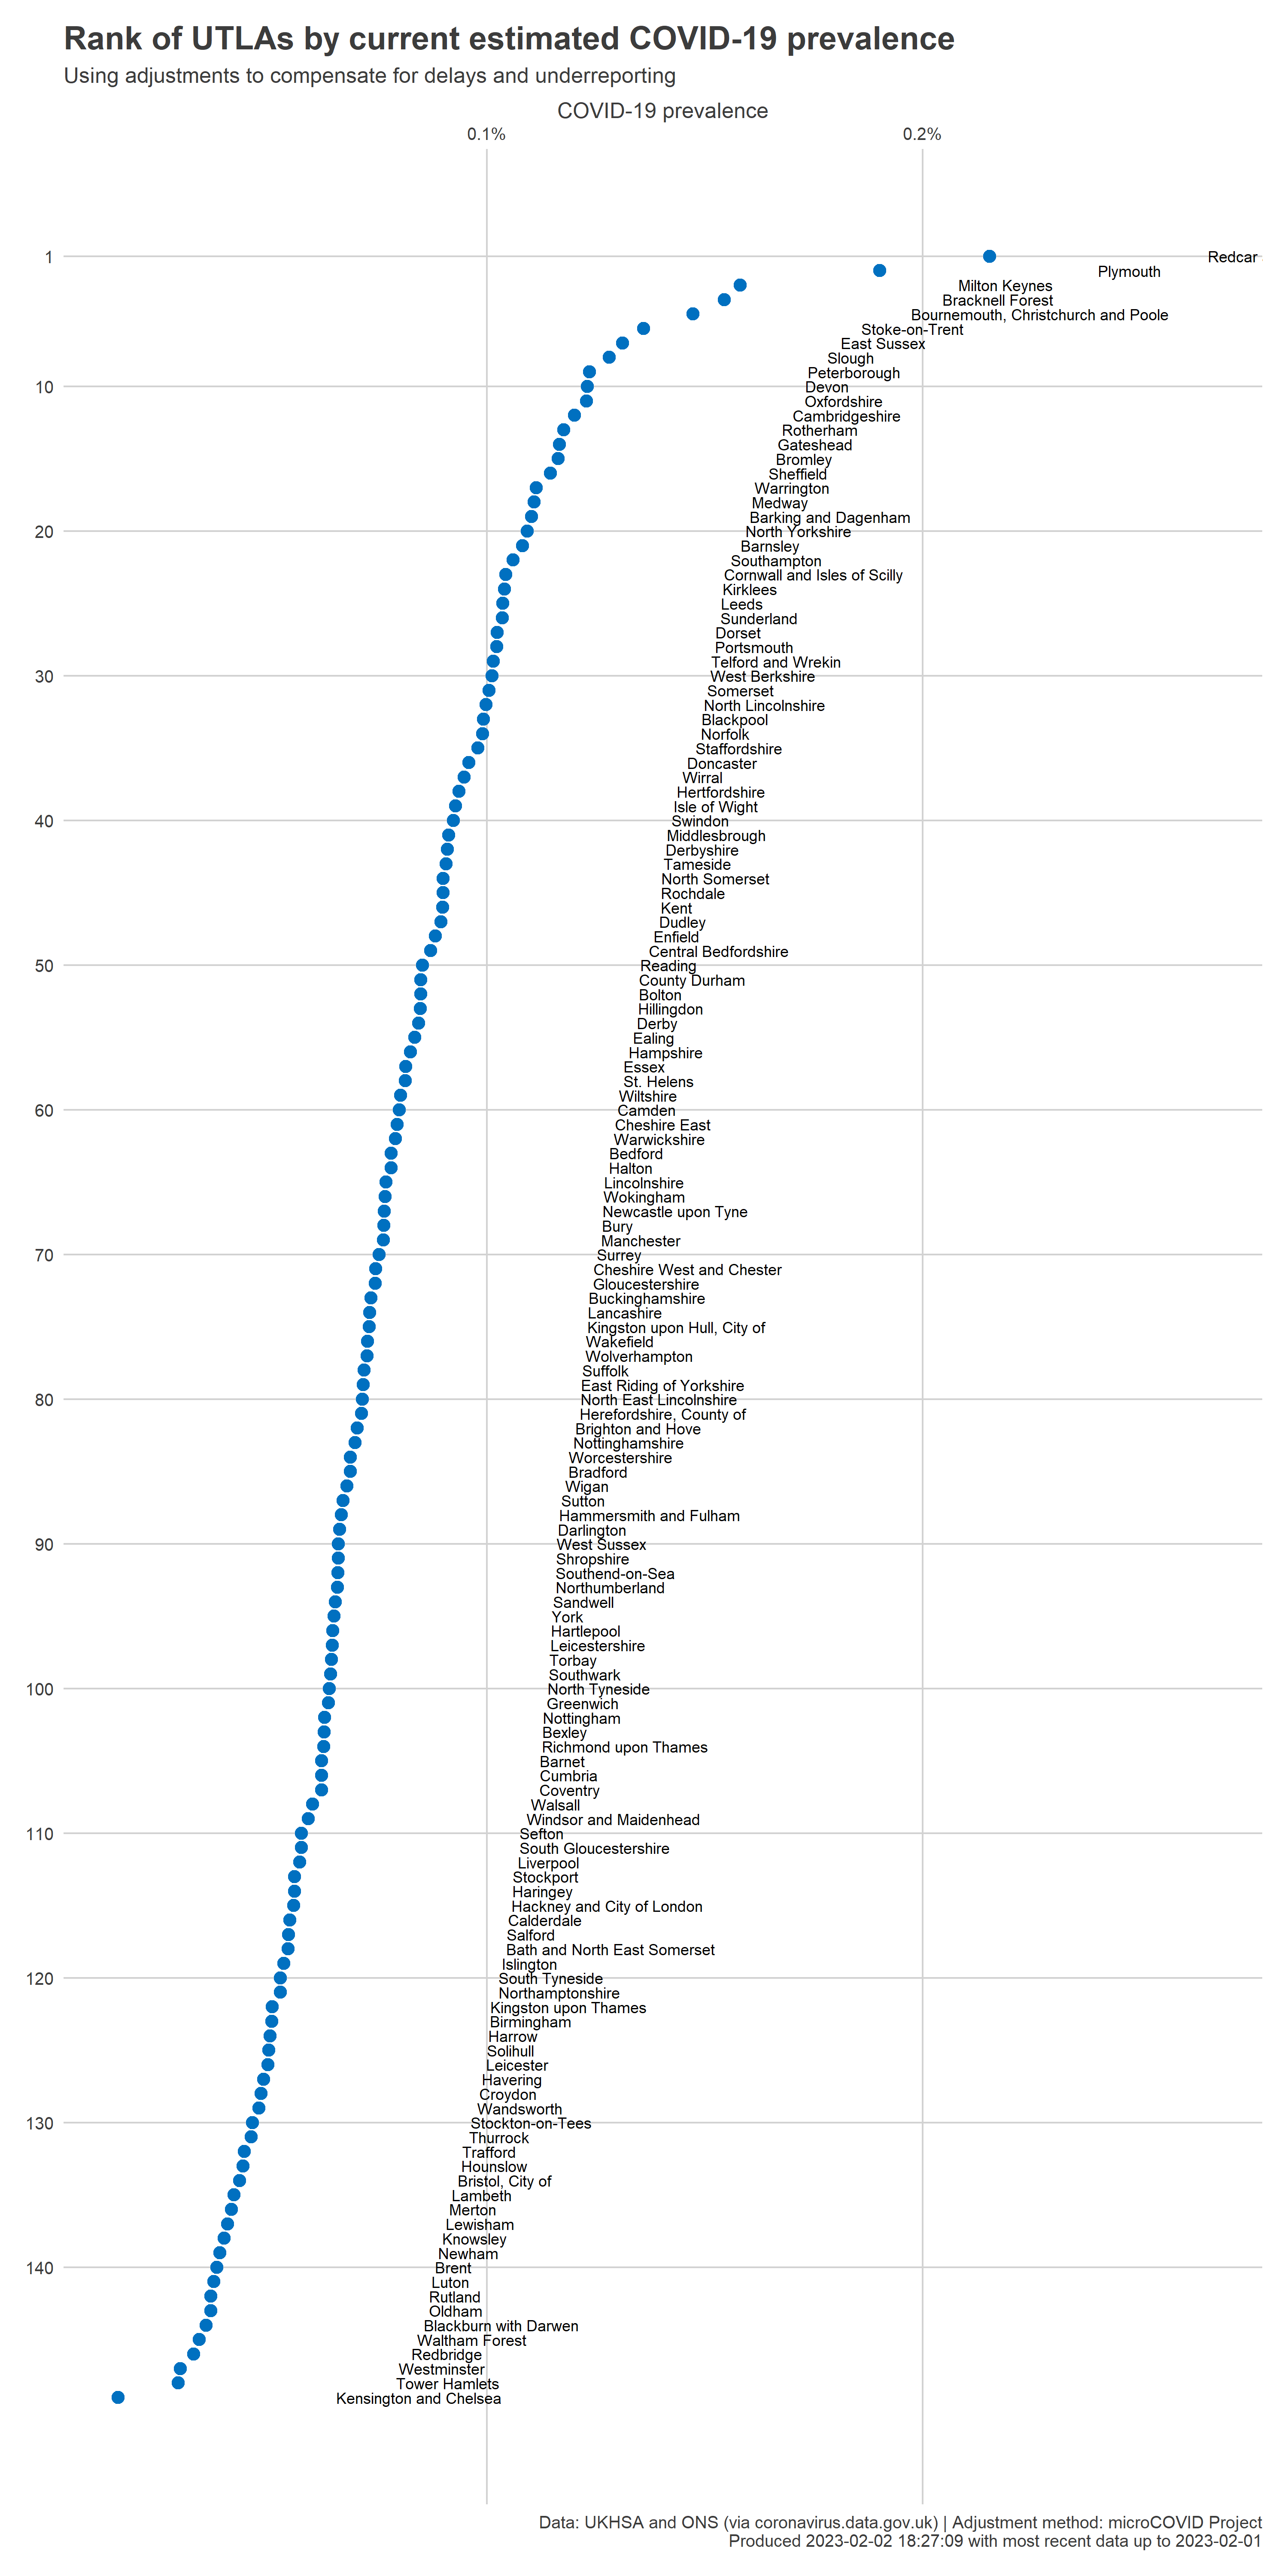 Rank of UTLAs by current estimated COVID-19 prevalence
Using adjustments to compensate for delays and underreporting
COVID-19 prevalence
0.1% 0.2%
1 Redcar
Plymouth
Milton Keynes
Bracknell Forest
Bournemouth, Christchurch and Poole
Stoke-on-Trent
East Sussex
Slough
Peterborough
10 Devon
Oxfordshire
Cambridgeshire
Rotherham
Gateshead
Bromley
Sheffield
Warrington
Medway
Barking and Dagenham
20 North Yorkshire
Barnsley
Southampton
Cornwall and Isles of Scilly
Kirklees
Leeds
Sunderland
Dorset
Portsmouth
Telford and Wrekin
30 West Berkshire
Somerset
North Lincolnshire
Blackpool
Norfolk
Staffordshire
Doncaster
Wirral
Hertfordshire
Isle of Wight
40 Swindon
Middlesbrough
Derbyshire
Tameside
North Somerset
Rochdale
Kent
Dudley
Enfield
Central Bedfordshire
50 Reading
County Durham
Bolton
Hillingdon
Derby
Ealing
Hampshire
Essex
St. Helens
Wiltshire
60 Camden
Cheshire East
Warwickshire
Bedford
Halton
Lincolnshire
Wokingham
Newcastle upon Tyne
Bury
Manchester
70 Surrey
Cheshire West and Chester
Gloucestershire
Buckinghamshire
Lancashire
Kingston upon Hull, City of
Wakefield
Wolverhampton
Suffolk
East Riding of Yorkshire
80 North East Lincolnshire
Herefordshire, County of
Brighton and Hove
Nottinghamshire
Worcestershire
Bradford
Wigan
Sutton
Hammersmith and Fulham
Darlington
90 West Sussex
Shropshire
Southend-on-Sea
Northumberland
Sandwell
York
Hartlepool
Leicestershire
Torbay
Southwark
100 North Tyneside
Greenwich
Nottingham
Bexley
Richmond upon Thames
Barnet
Cumbria
Coventry
Walsall
Windsor and Maidenhead
110 Sefton
South Gloucestershire
Liverpool
Stockport
Haringey
Hackney and City of London
Calderdale
Salford
Bath and North East Somerset
Islington
120 South Tyneside
Northamptonshire
Kingston upon Thames
Birmingham
Harrow
Solihull
Leicester
Havering
Croydon
Wandsworth
130 Stockton-on-Tees
Thurrock
Trafford
Hounslow
Bristol, City of
Lambeth
Merton
Lewisham
Knowsley
Newham
140 Brent
Luton
Rutland
Oldham
Blackburn with Darwen
Waltham Forest
Redbridge
Westminster
Tower Hamlets
Kensington and Chelsea
Data: UKHSA and ONS (via coronavirus.data.gov.uk) | Adjustment method: microCOVID Project
Produced 2023-02-02 18:27:09 with most recent data up to 2023-02-01